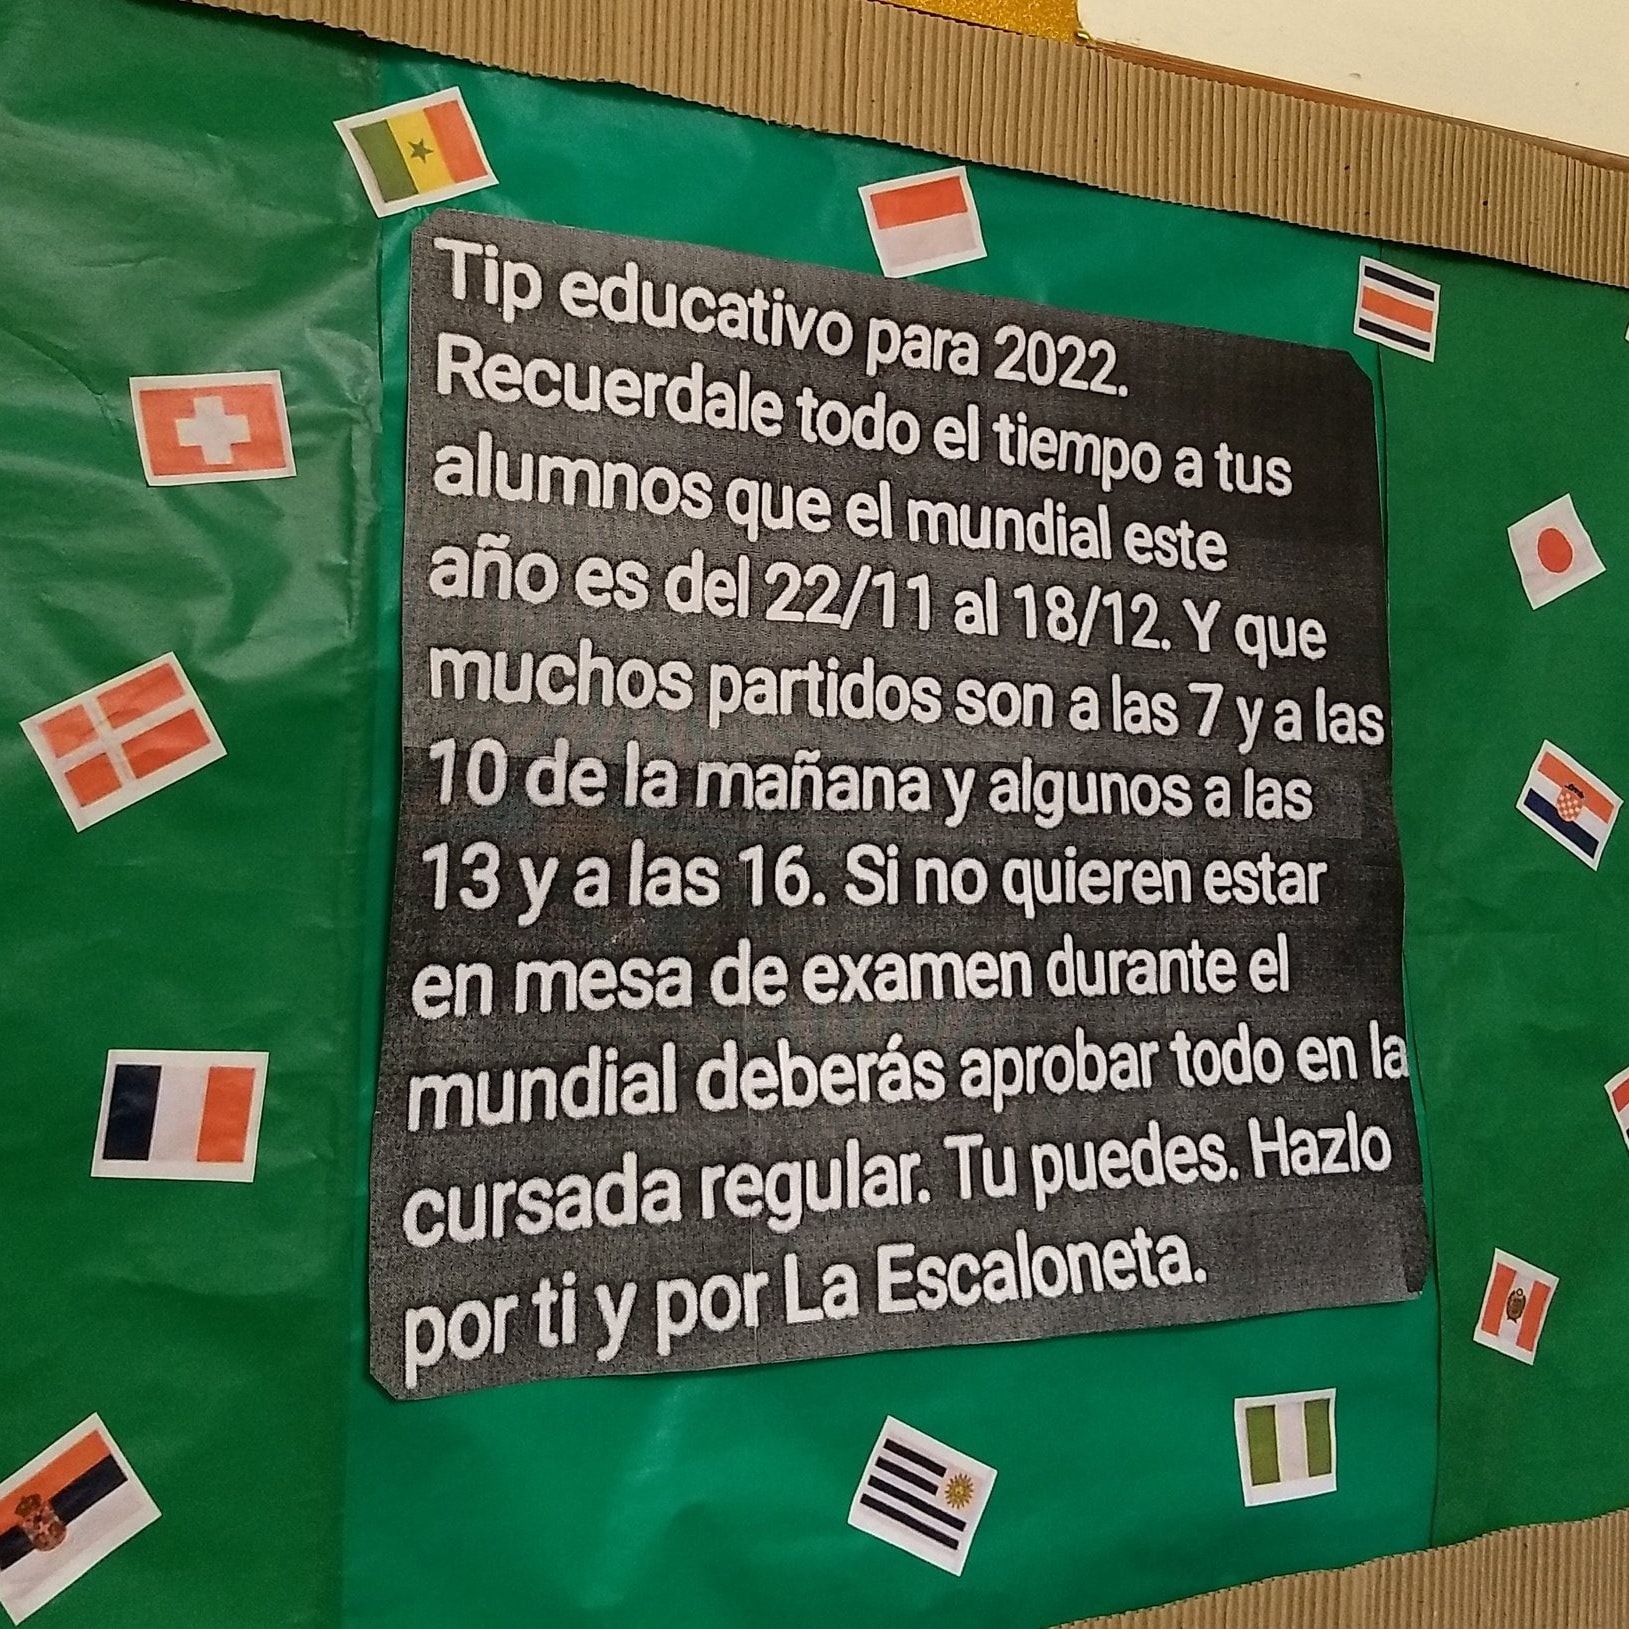 Tip educativo para 2022.
Recuerdale todo el tiempo a tus
alumnos que el mundial este
año es del 22/11 al 18/12. Y que
muchos partidos son a las 7 y a las
10 de la mañana y algunos a las
13 y a las 16. Si no quieren estar
en mesa de examen durante el
mundial deberás aprobar todo en la
cursada regular. Tu puedes. Hazlo
por ti y por La Escaloneta.